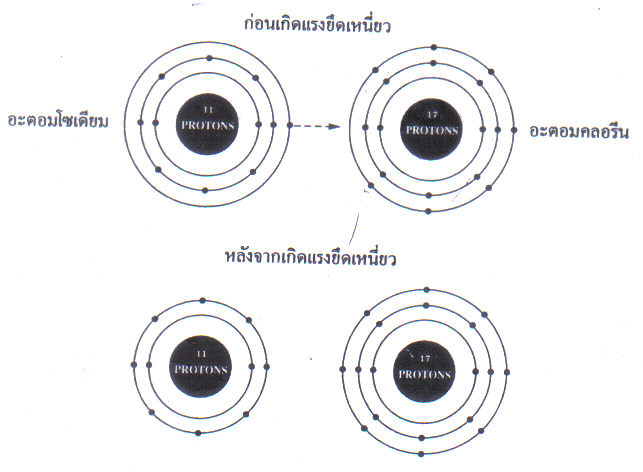 ก่อนเกิดแรงยึดเหนี่ยว
อะตอมโซเดียม
11
PROTONS
17
PROTONS
อะตอมคลอรีน
หลังจากเกิดแรงยึดเหนี่ยว
11
PROTONS
17
PROTONS